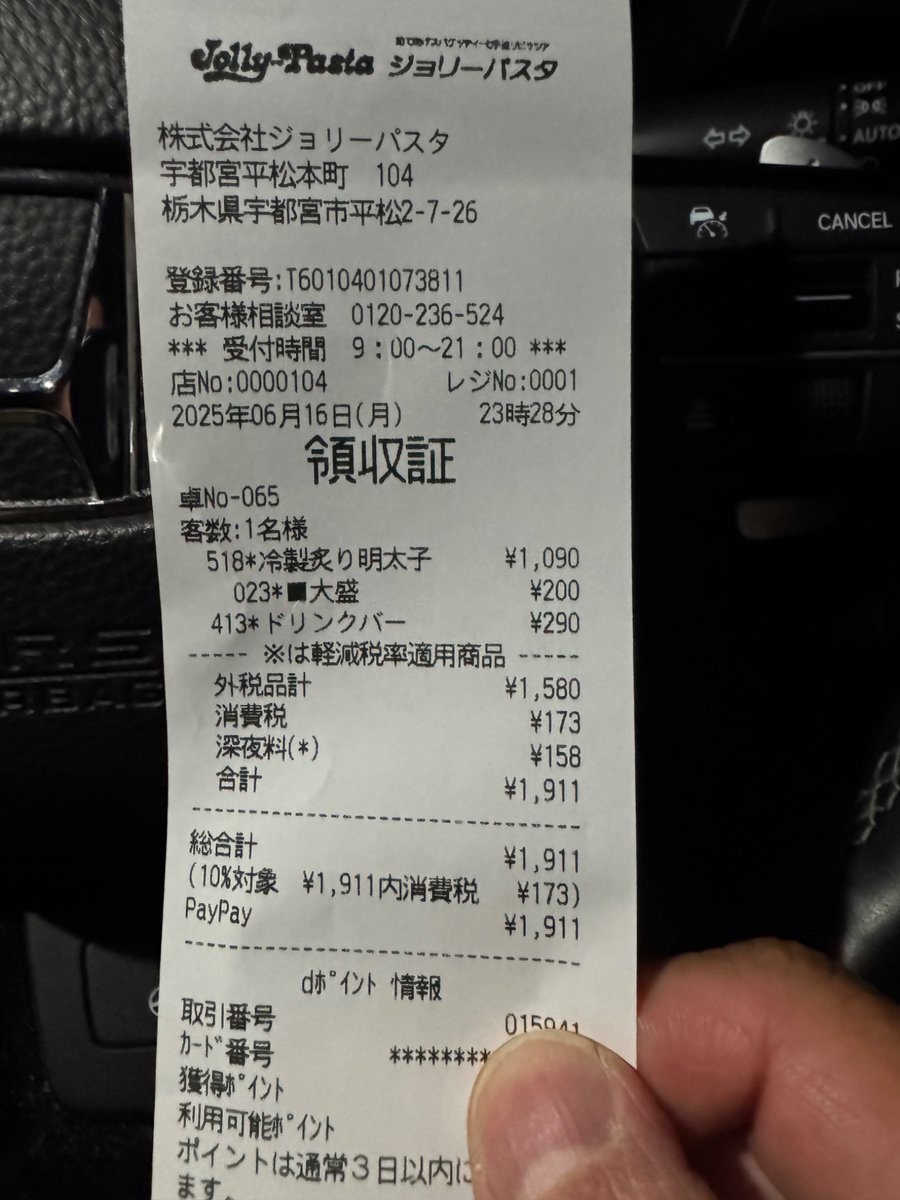 Jolly-Pasta ジョリーパスタ
株式会社ジョリーパスタ
宇都宮平松本町 104
栃木県宇都宮市平松2-7-26
登録番号:T6010401073811
お客様相談室 0120-236-524
*** 受付時間 9:00～21:00 ***
店No:0000104 レジNo:0001
2025年06月16日(月) 23時28分
領収証
卓No-065
客数:1名様
518*冷製炙り明太子 ¥1,090
023*■大盛 ¥200
413*ドリンクバー ¥290
----- ※は軽減税率適用商品 -----
外税品計 ¥1,580
消費税 ¥173
深夜料(*) ¥158
合計 ¥1,911
総合計 ¥1,911
(10%対象 ¥1,911内消費税 ¥173)
PayPay ¥1,911
dﾎﾟｲﾝﾄ 情報
取引番号 015941
ｶｰﾄﾞ番号 ********
獲得ﾎﾟｲﾝﾄ
利用可能ﾎﾟｲﾝﾄ
ポイントは通常3日以内に
ます。
OFF
AUTO
CANCEL